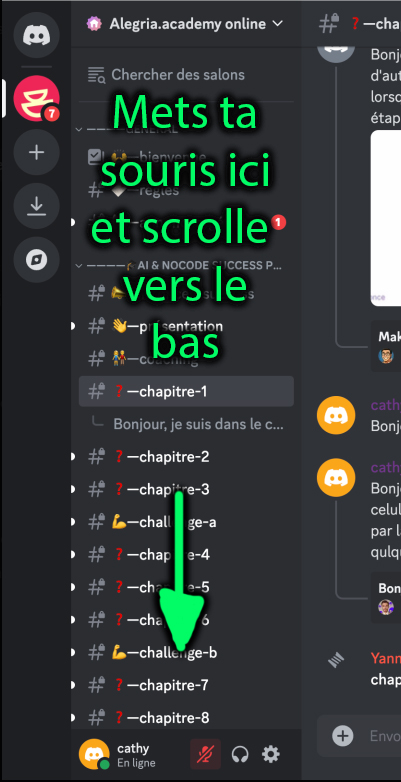 Alegria.academy online
—cha
Chercher des salons
Mets ta
souris ici
et scrolle
vers le
bas
GENERAL
—bienvenue
—règles
1
AI & NOCODE SUCCESS P...
👋—présentation
—coaching
❓—chapitre-1
Bonjour, je suis dans le c...
❓—chapitre-2
❓—chapitre-3
💪—challenge-a
❓—chapitre-4
❓—chapitre-5
❓—chapitre-6
💪—challenge-b
❓—chapitre-7
❓—chapitre-8
cathy
En ligne
7
Bonj
d'aut
lorsc
étap
ence
Mak
cath
Bonj
cath
Bonj
celul
par l
qulqu
Bon
Yann
chap
Envo